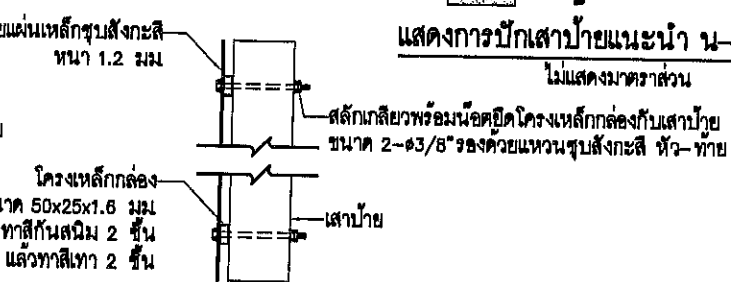 ยแผ่นเหล็กชุบสังกะสี
หนา 1.2 มม
แสดงการปักเสาป้ายแนะนำ น-
ไม่แสดงมาตราส่วน
สลักเกลียวพร้อมน๊อตยึดโครงเหล็กกล่องกับเสาป้าย
ขนาด 2-ø3/8"รองด้วยแหวนชุบสังกะสี หัว-ท้าย
โครงเหล็กกล่อง
นาด 50x25x1.6 มม
ทาสีกันสนิม 2 ชั้น
แล้วทาสีเทา 2 ชั้น
เสาป้าย